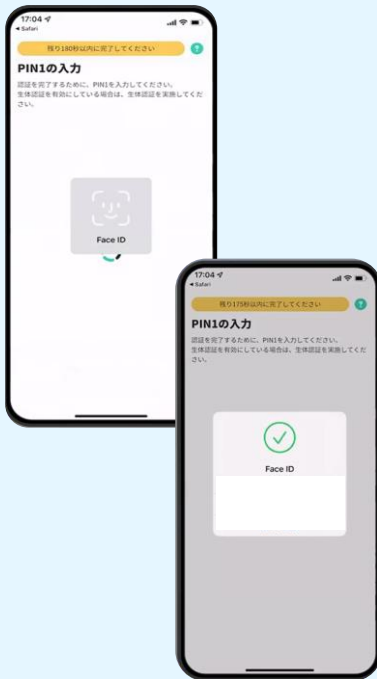 17:04
◀ Safari
残り180秒以内に完了してください
?
PIN1の入力
認証を完了するために、PINを入力してください。
生体認証を有効にしている場合は、生体認証を実施してくだ
さい。
Face ID
17:04
◀ Safari
残り175秒以内に完了してください
?
PIN1の入力
認証を完了するために、PINを入力してください。
生体認証を有効にしている場合は、生体認証を実施してくだ
さい。
Face ID